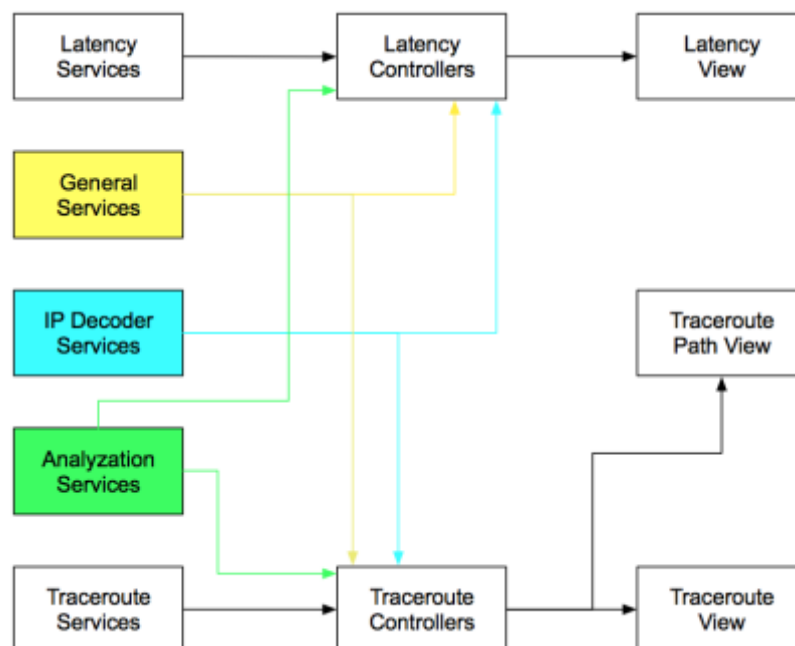 Latency
Services
Latency
Controllers
Latency
View
General
Services
IP Decoder
Services
Traceroute
Path View
Analyzation
Services
Traceroute
Services
Traceroute
Controllers
Traceroute
View